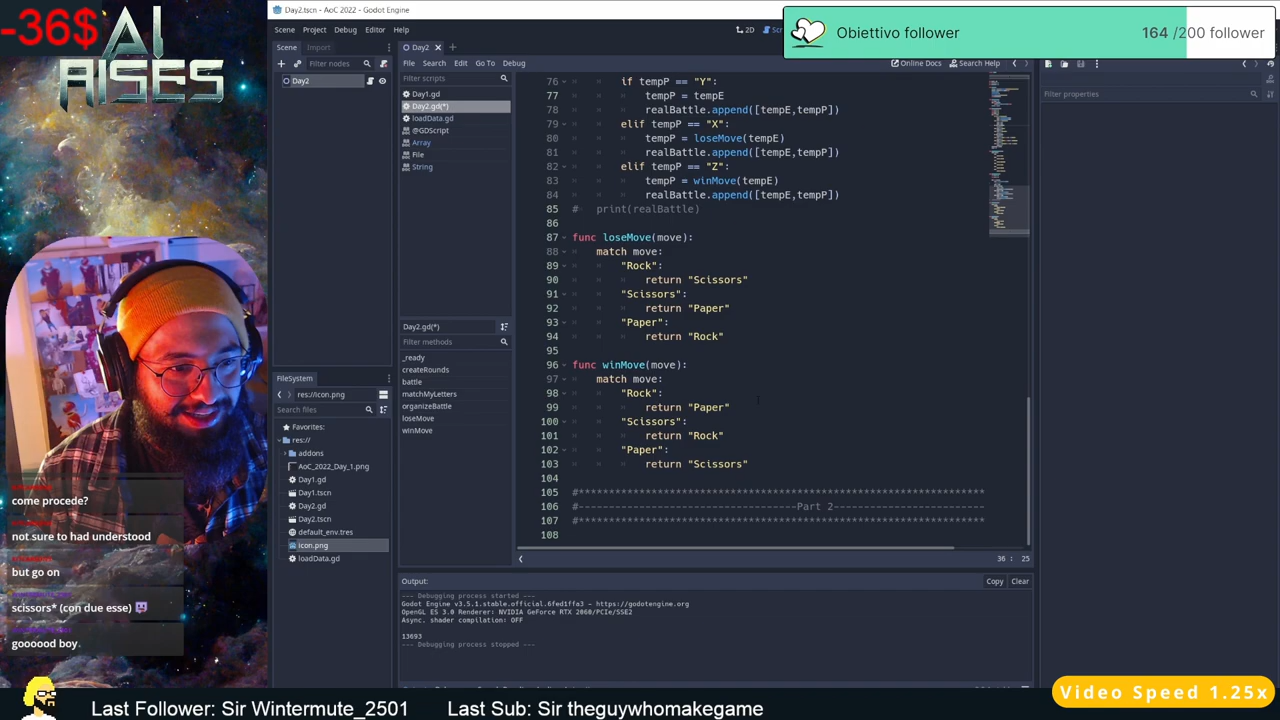 -36$
AI
RISES
Day2.tscn - AoC 2022 - Godot Engine
Scene Project Debug Editor Help
2D
Obiettivo follower
164 /200 follower
Scene Import
Filter nodes
Day2
Day2
File Search Edit Go To Debug
Online Docs Search Help
Filter scripts
Day1.gd
Day2.gd(*)
loadData.gd
@GDScript
Array
File
String
Day2.gd(*)
Filter methods
_ready
createRounds
battle
matchMyLetters
organizeBattle
loseMove
winMove
76 if tempP == "Y":
77 tempP = tempE
78 realBattle.append([tempE,tempP])
79 elif tempP == "X":
80 tempP = loseMove(tempE)
81 realBattle.append([tempE,tempP])
82 elif tempP == "Z":
83 tempP = winMove(tempE)
84 realBattle.append([tempE,tempP])
85 # print(realBattle)
86
87 func loseMove(move):
88 match move:
89 "Rock":
90 return "Scissors"
91 "Scissors":
92 return "Paper"
93 "Paper":
94 return "Rock"
95
96 func winMove(move):
97 match move:
98 "Rock":
99 return "Paper"
100 "Scissors":
101 return "Rock"
102 "Paper":
103 return "Scissors"
104
105 #*******************************************************************
106 #------------------------------------Part 2-------------------------
107 #*******************************************************************
108
36 : 25
Filter properties
FileSystem
res://icon.png
Search files
Favorites:
res://
addons
AoC_2022_Day_1.png
Day1.gd
Day1.tscn
Day2.gd
Day2.tscn
default_env.tres
icon.png
loadData.gd
Output:
Copy Clear
--- Debugging process started ---
Godot Engine v3.5.1.stable.official.6fed1ffa3 - https://godotengine.org
OpenGL ES 3.0 Renderer: NVIDIA GeForce RTX 2060/PCIe/SSE2
Async. shader compilation: OFF
13693
--- Debugging process stopped ---
come procede?
not sure to had understood
but go on
scissors* (con due esse)
goooood boy
Video Speed 1.25x
Last Follower: Sir Wintermute_2501 Last Sub: Sir theguywhomakegame